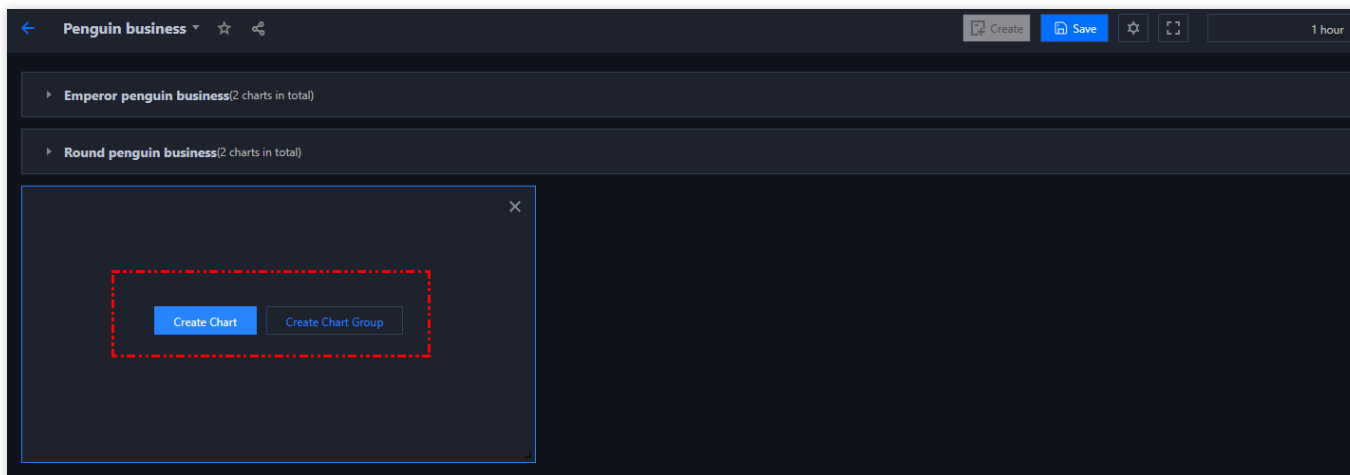 Penguin business
Create
Save
1 hour
Emperor penguin business(2 charts in total)
Round penguin business(2 charts in total)
Create Chart
Create Chart Group